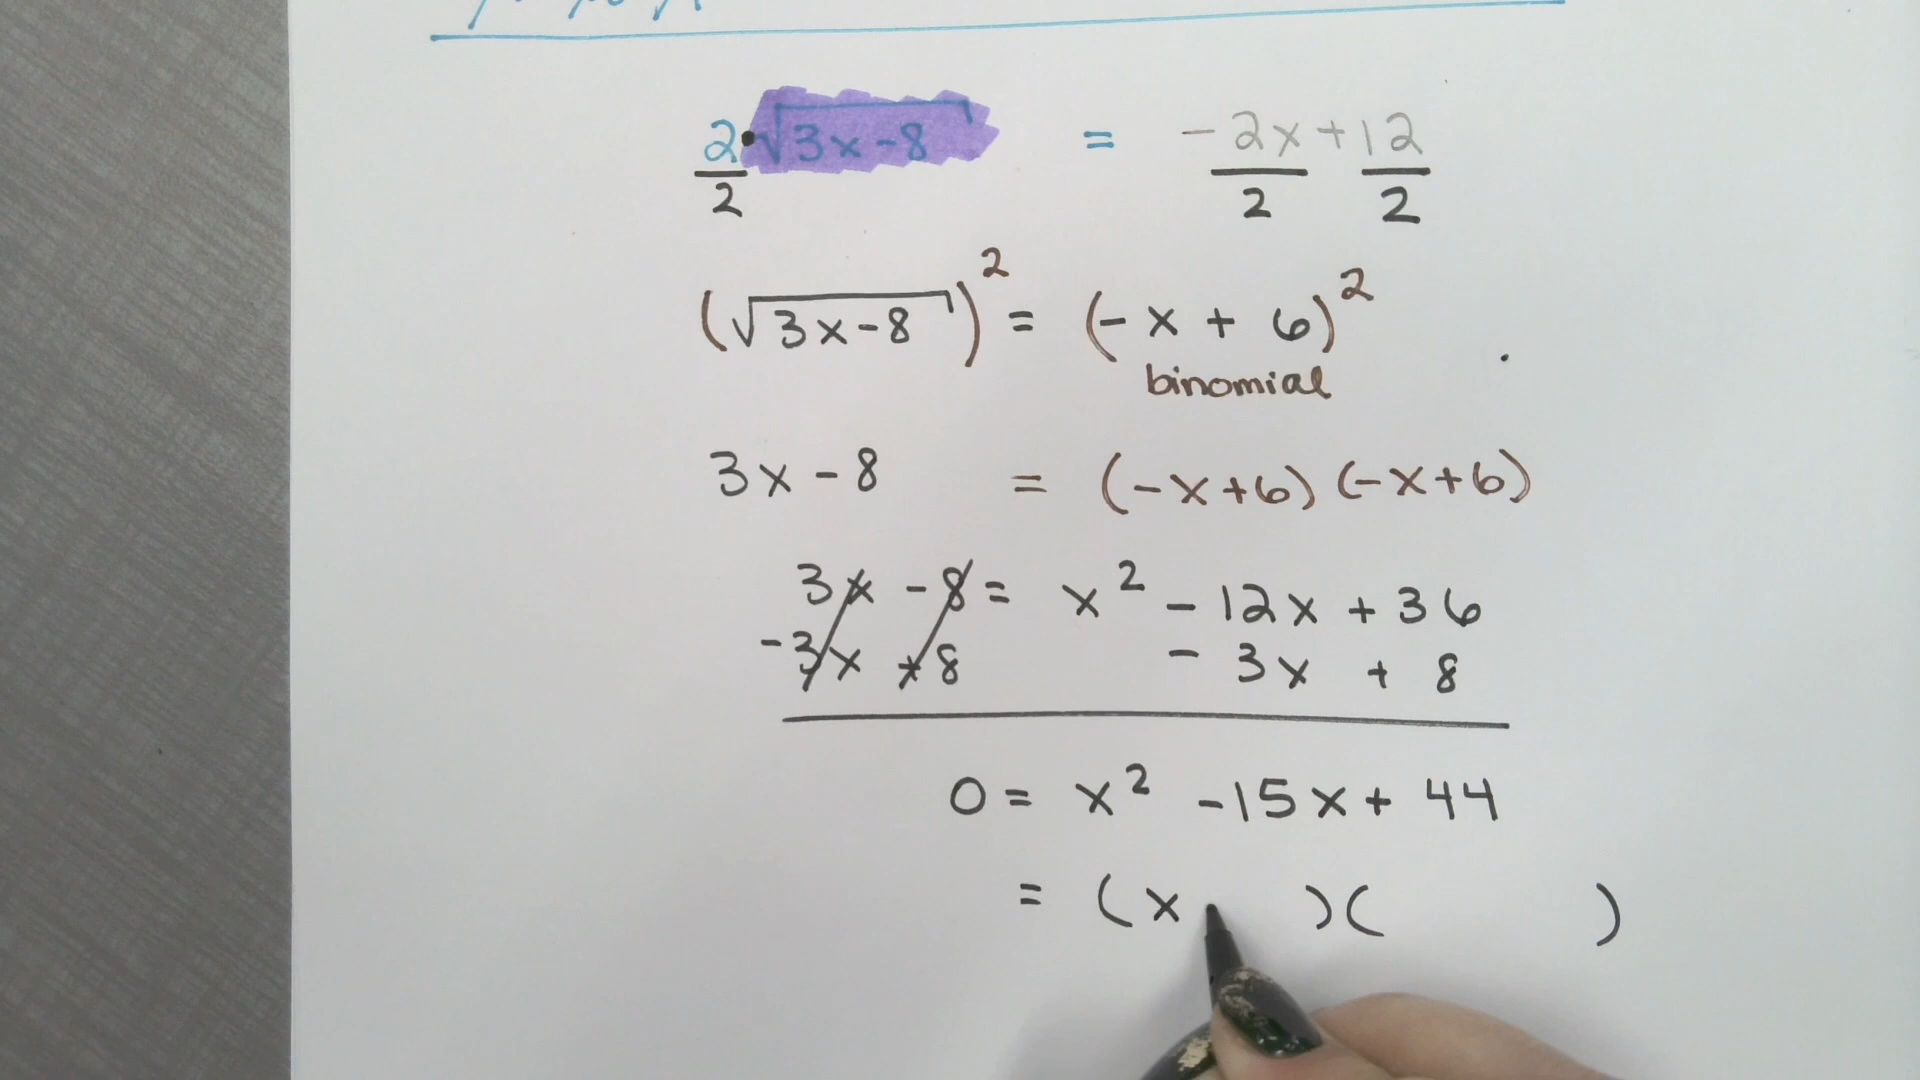 2•√3x-8 = -2x+12
2 2 2
(√3x-8)² = (-x+6)²
binomial
3x-8 = (-x+6)(-x+6)
3x-8 = x²-12x+36
-3x +8 -3x+8
0 = x²-15x+44
= (x )( )